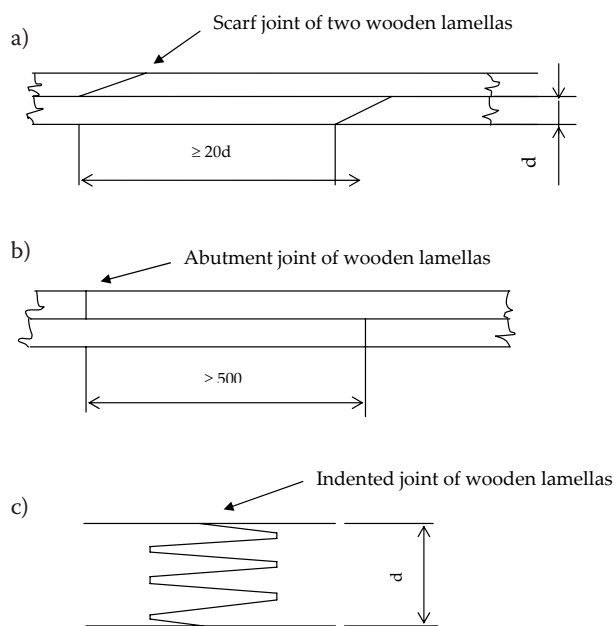 a)
Scarf joint of two wooden lamellas
≥ 20d
d
b)
Abutment joint of wooden lamellas
≥ 500
c)
Indented joint of wooden lamellas
d